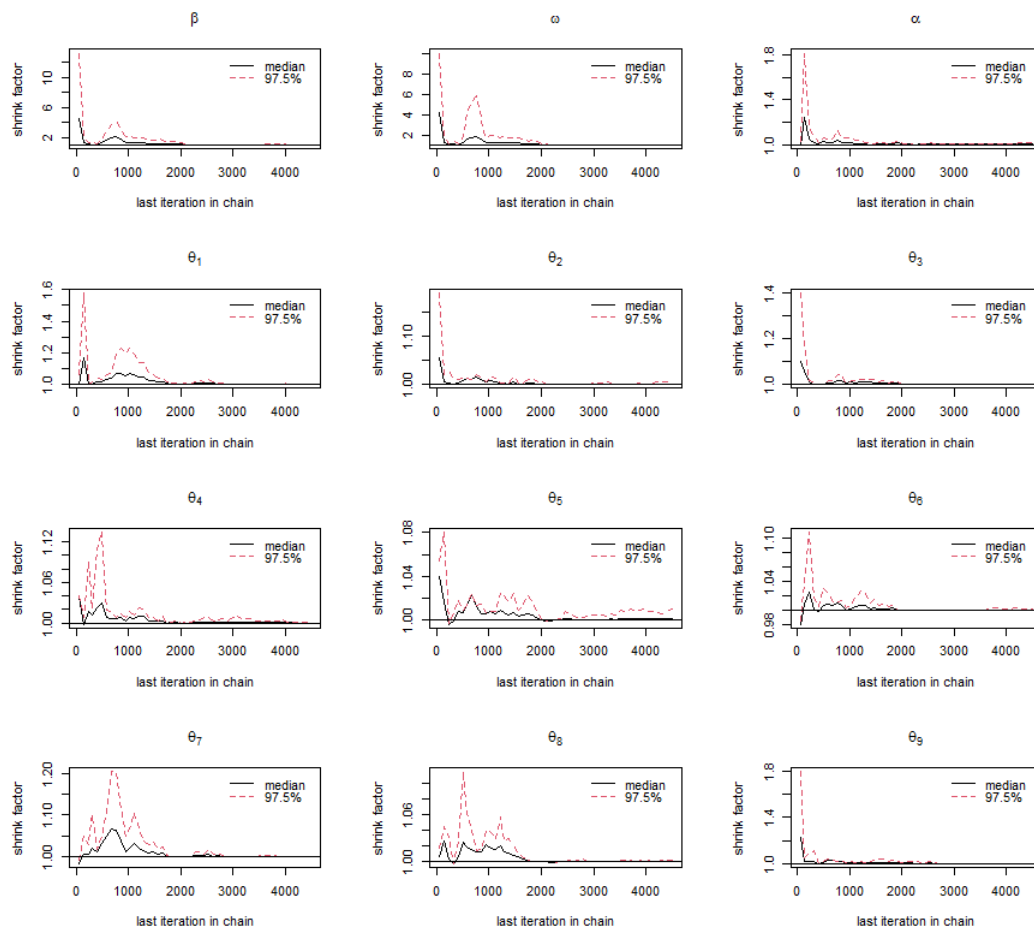 β ω α
shrink factor
2 6 10
median
97.5%
0 1000 2000 3000 4000
last iteration in chain
shrink factor
2 4 6 8 10
median
97.5%
0 1000 2000 3000 4000
last iteration in chain
shrink factor
1.0 1.4 1.8
median
97.5%
0 1000 2000 3000 4000
last iteration in chain
θ1 θ2 θ3
shrink factor
1.0 1.2 1.4 1.6
median
97.5%
0 1000 2000 3000 4000
last iteration in chain
shrink factor
1.00 1.10
median
97.5%
0 1000 2000 3000 4000
last iteration in chain
shrink factor
1.0 1.2 1.4
median
97.5%
0 1000 2000 3000 4000
last iteration in chain
θ4 θ5 θ6
shrink factor
1.00 1.06 1.12
median
97.5%
0 1000 2000 3000 4000
last iteration in chain
shrink factor
1.00 1.04 1.08
median
97.5%
0 1000 2000 3000 4000
last iteration in chain
shrink factor
0.98 1.04 1.10
median
97.5%
0 1000 2000 3000 4000
last iteration in chain
θ7 θ8 θ9
shrink factor
1.00 1.10 1.20
median
97.5%
0 1000 2000 3000 4000
last iteration in chain
shrink factor
1.00 1.06
median
97.5%
0 1000 2000 3000 4000
last iteration in chain
shrink factor
1.0 1.4 1.8
median
97.5%
0 1000 2000 3000 4000
last iteration in chain